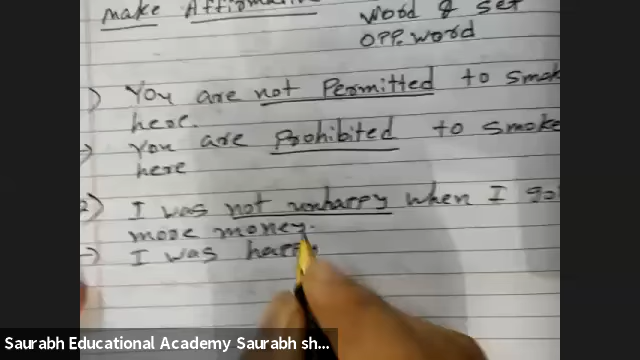 make Affirmative
word & set
OPP. word
) You are not Permitted to smok
here.
→ You are Prohibited to smoke
here
2) I was not unhappy when I go
more money.
→ I was happ
Saurabh Educational Academy Saurabh sh...